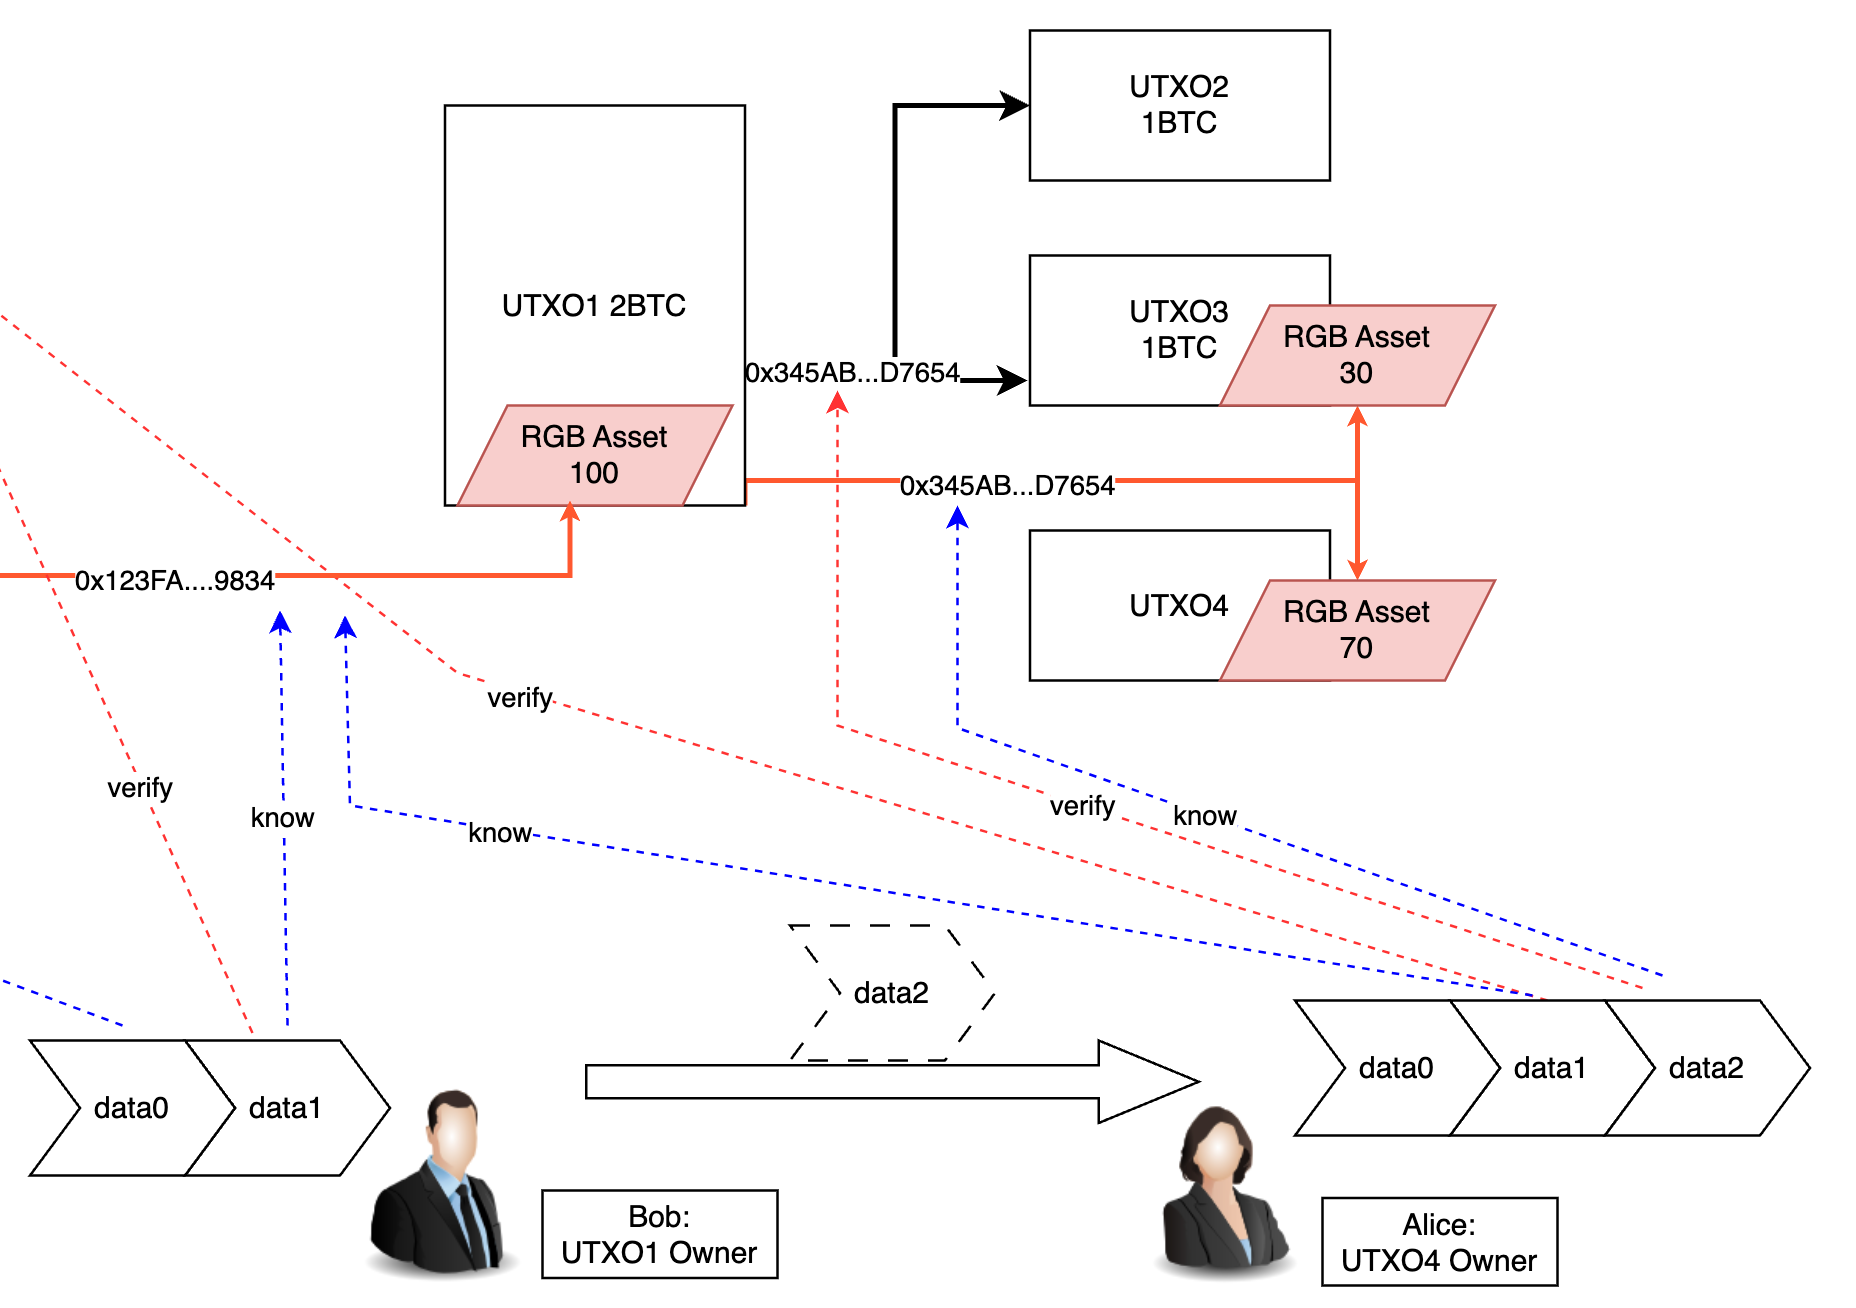 UTXO2
1BTC
UTXO1 2BTC
UTXO3
1BTC
RGB Asset
30
0x345AB...D7654
RGB Asset
100
0x345AB...D7654
0x123FA....9834
UTXO4
RGB Asset
70
verify
verify
know
know
verify
know
data2
data0
data1
data0
data1
data2
Bob:
UTXO1 Owner
Alice:
UTXO4 Owner